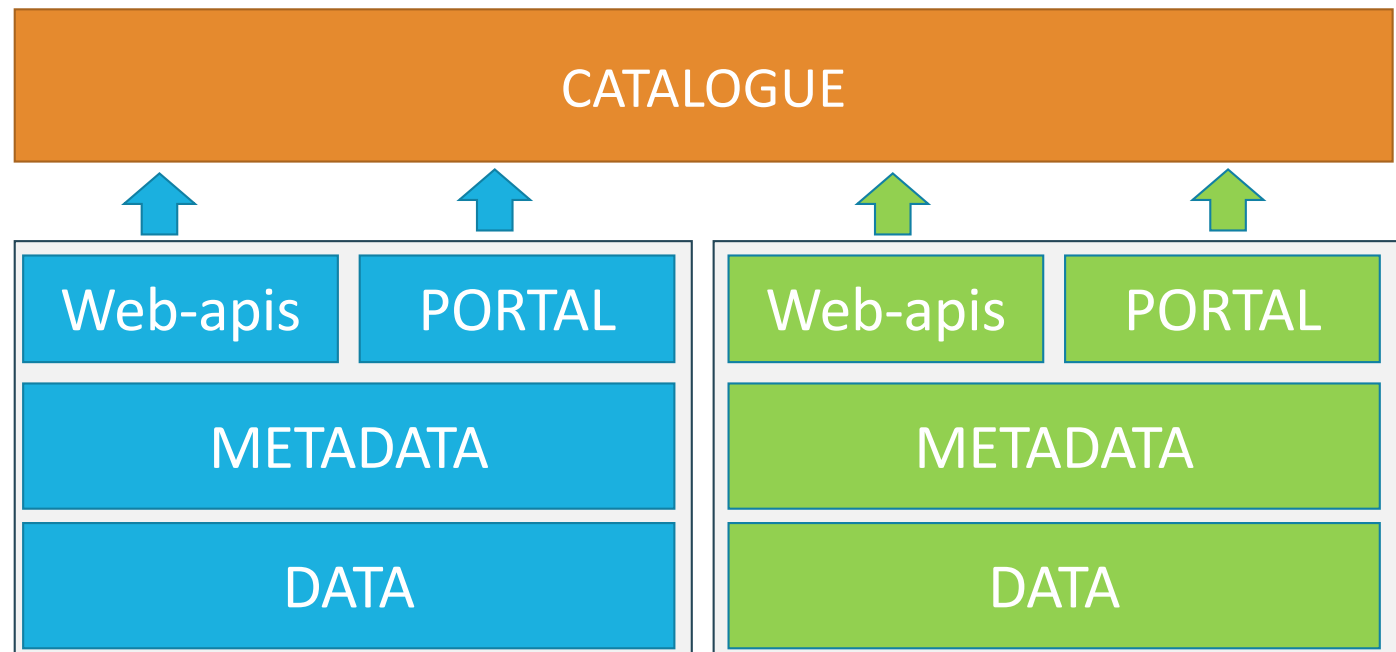 CATALOGUE
Web-apis
PORTAL
METADATA
DATA
Web-apis
PORTAL
METADATA
DATA